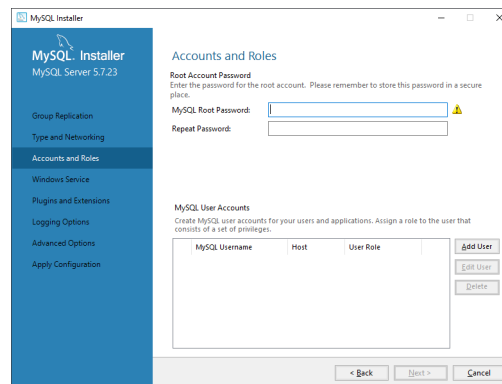 MySQL Installer
MySQL. Installer
MySQL Server 5.7.23
Group Replication
Type and Networking
Accounts and Roles
Windows Service
Plugins and Extensions
Logging Options
Advanced Options
Apply Configuration
Accounts and Roles
Root Account Password
Enter the password for the root account. Please remember to store this password in a secure
place.
MySQL Root Password:
Repeat Password:
MySQL User Accounts
Create MySQL user accounts for your users and applications. Assign a role to the user that
consists of a set of privileges.
MySQL Username Host User Role
Add User
Edit User
Delete
< Back Next > Cancel